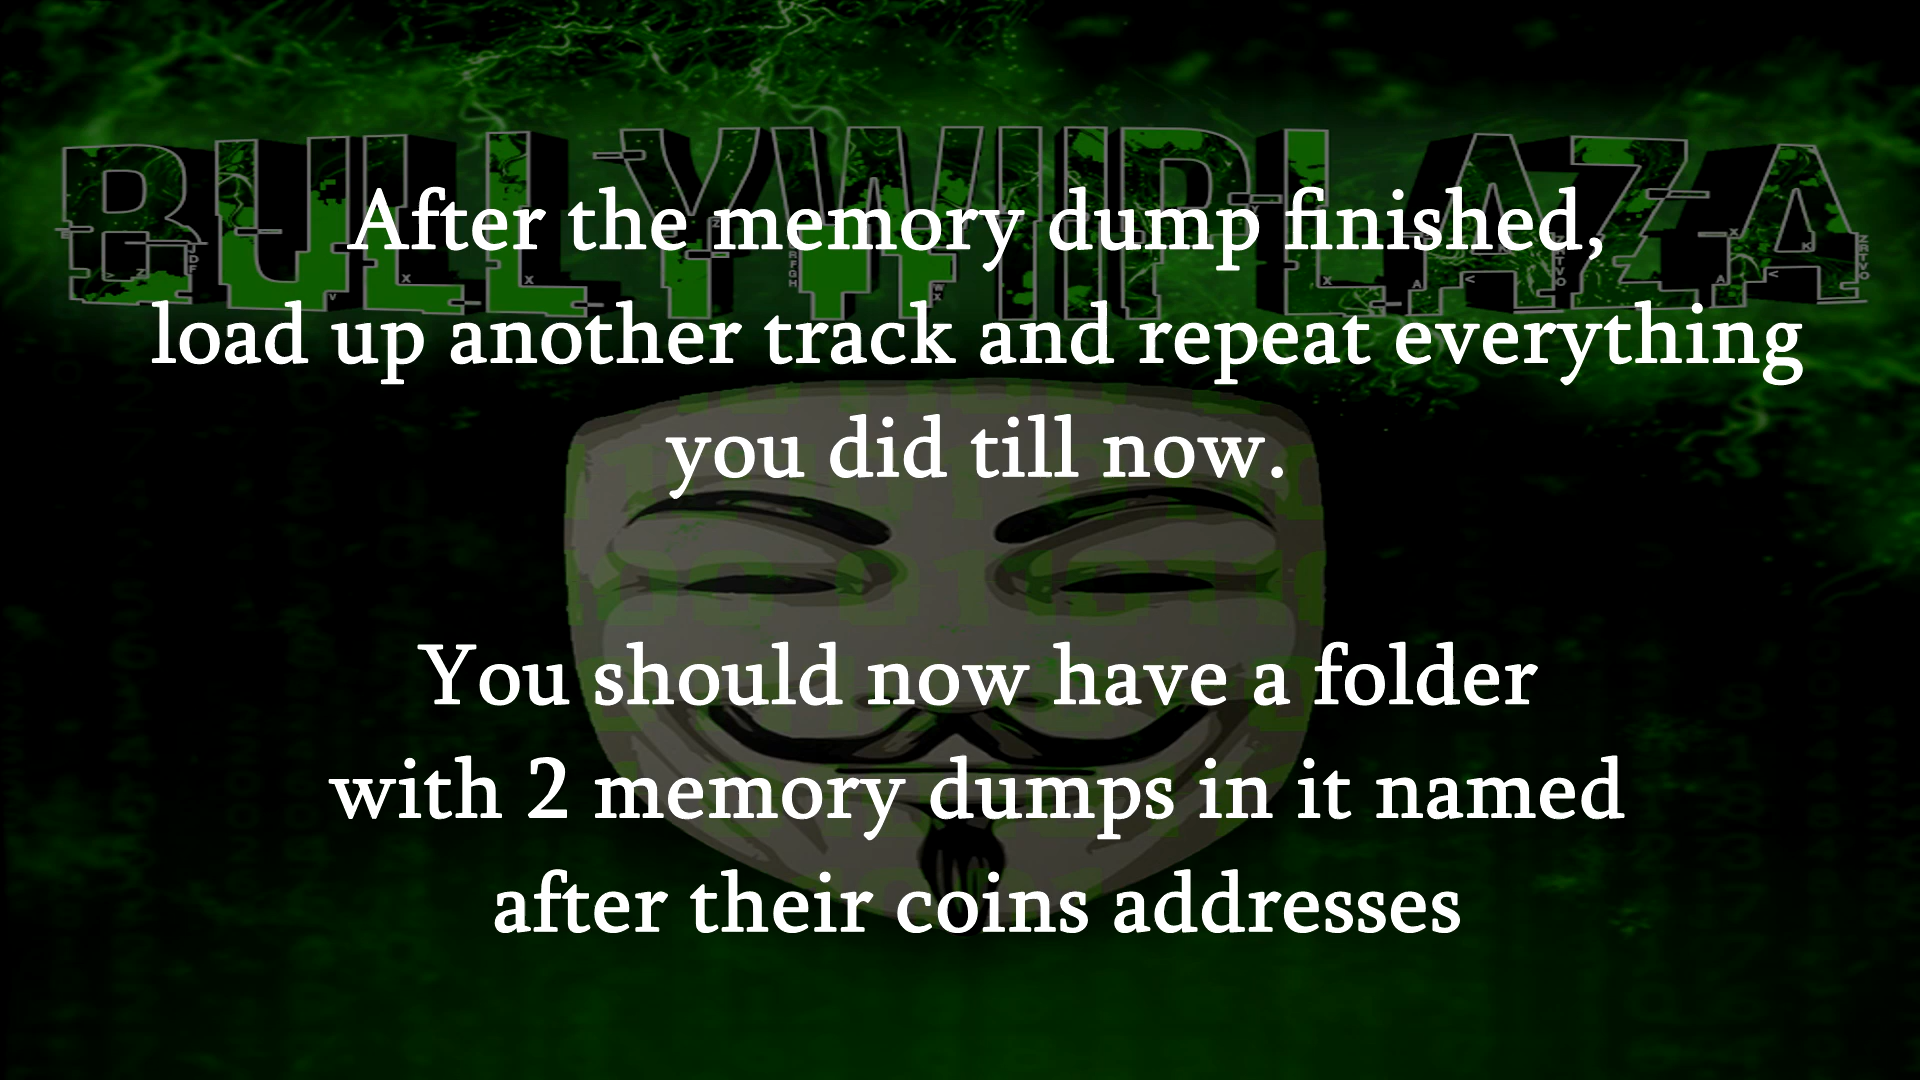 BULLYWIIPLAZA
After the memory dump finished,
load up another track and repeat everything
you did till now.
You should now have a folder
with 2 memory dumps in it named
after their coins addresses